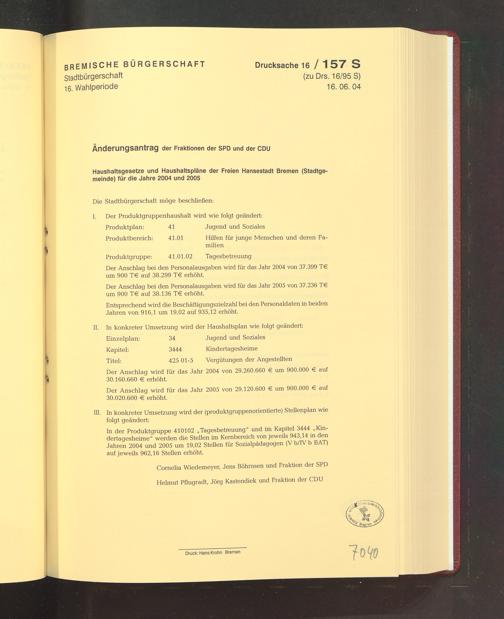 BREMISCHE BÜRGERSCHAFT
Stadtbürgerschaft
16. Wahlperiode
Drucksache 16 / 157 S
(zu Drs. 16/95 S)
16. 06. 04
Änderungsantrag der Fraktionen der SPD und der CDU
Haushaltsgesetze und Haushaltspläne der Freien Hansestadt Bremen (Stadtge-
meinde) für die Jahre 2004 und 2005
Die Stadtbürgerschaft möge beschließen:
I. Der Produktgruppenhaushalt wird wie folgt geändert:
Produktplan: 41 Jugend und Soziales
Produktbereich: 41.01 Hilfen für junge Menschen und deren Fa-
milien
Produktgruppe: 41.01.02 Tagesbetreuung
Der Anschlag bei den Personalausgaben wird für das Jahr 2004 von 37.399 T€
um 900 T€ auf 38.299 T€ erhöht.
Der Anschlag bei den Personalausgaben wird für das Jahr 2005 von 37.236 T€
um 900 T€ auf 38.136 T€ erhöht.
Entsprechend wird die Beschäftigungszielzahl bei den Personaldaten in beiden
Jahren von 916,1 um 19,02 auf 935,12 erhöht.
II. In konkreter Umsetzung wird der Haushaltsplan wie folgt geändert:
Einzelplan: 34 Jugend und Soziales
Kapitel: 3444 Kindertagesheime
Titel: 425 01-5 Vergütungen der Angestellten
Der Anschlag wird für das Jahr 2004 von 29.260.660 € um 900.000 € auf
30.160.660 € erhöht.
Der Anschlag wird für das Jahr 2005 von 29.120.600 € um 900.000 € auf
30.020.600 € erhöht.
III. In konkreter Umsetzung wird der (produktgruppenorientierte) Stellenplan wie
folgt geändert:
In der Produktgruppe 410102 „Tagesbetreuung" und im Kapitel 3444 „Kin-
dertagesheime" werden die Stellen im Kernbereich von jeweils 943,14 in den
Jahren 2004 und 2005 um 19,02 Stellen für Sozialpädagogen (V b/IV b BAT)
auf jeweils 962,16 Stellen erhöht.
Cornelia Wiedemeyer, Jens Böhrnsen und Fraktion der SPD
Helmut Pflugradt, Jörg Kastendiek und Fraktion der CDU
Druck: Hans Krohn Bremen
7040